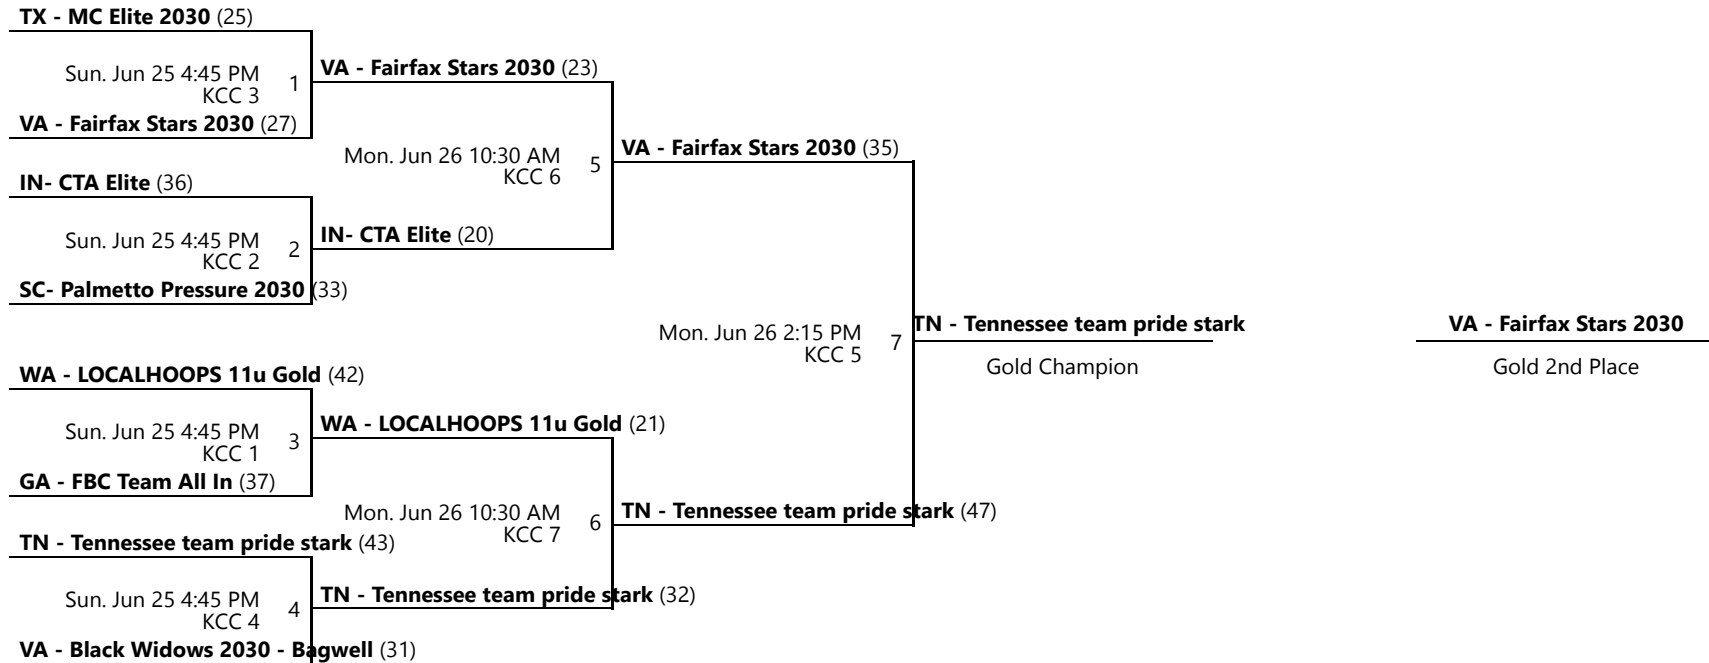 TX - MC Elite 2030 (25)
Sun. Jun 25 4:45 PM
KCC 3
1
VA - Fairfax Stars 2030 (27)
VA - Fairfax Stars 2030 (23)
Mon. Jun 26 10:30 AM
KCC 6
5
IN- CTA Elite (36)
Sun. Jun 25 4:45 PM
KCC 2
2
SC- Palmetto Pressure 2030 (33)
IN- CTA Elite (20)
VA - Fairfax Stars 2030 (35)
Mon. Jun 26 2:15 PM
KCC 5
7
TN - Tennessee team pride stark
Gold Champion
VA - Fairfax Stars 2030
Gold 2nd Place
WA - LOCALHOOPS 11u Gold (42)
Sun. Jun 25 4:45 PM
KCC 1
3
GA - FBC Team All In (37)
WA - LOCALHOOPS 11u Gold (21)
Mon. Jun 26 10:30 AM
KCC 7
6
TN - Tennessee team pride stark (47)
TN - Tennessee team pride stark (43)
Sun. Jun 25 4:45 PM
KCC 4
4
VA - Black Widows 2030 - Bagwell (31)
TN - Tennessee team pride stark (32)